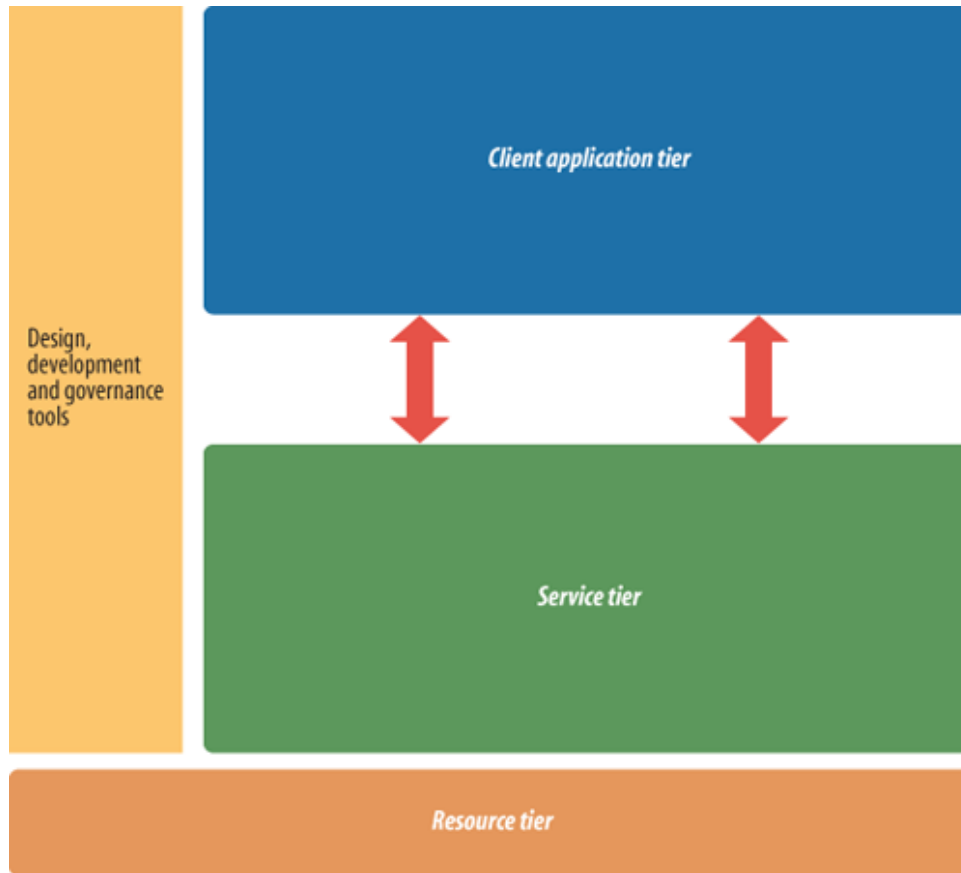 Client application tier
Design,
development
and governance
tools
Service tier
Resource tier